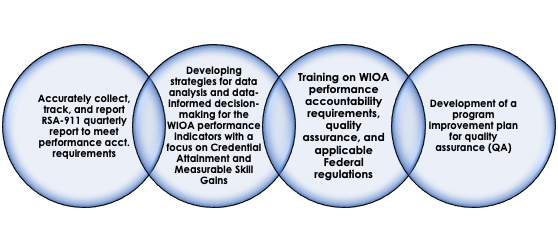 Accurately collect,
track, and report
RSA-911 quarterly
report to meet
performance acct.
requirements
Developing
strategies for data
analysis and data-
informed decision-
making for the
WIOA performance
indicators with a
focus on Credential
Attainment and
Measurable Skill
Gains
Training on WIOA
performance
accountability
requirements,
quality
assurance, and
applicable
Federal
regulations
Development of a
program
improvement plan
for quality
assurance (QA)